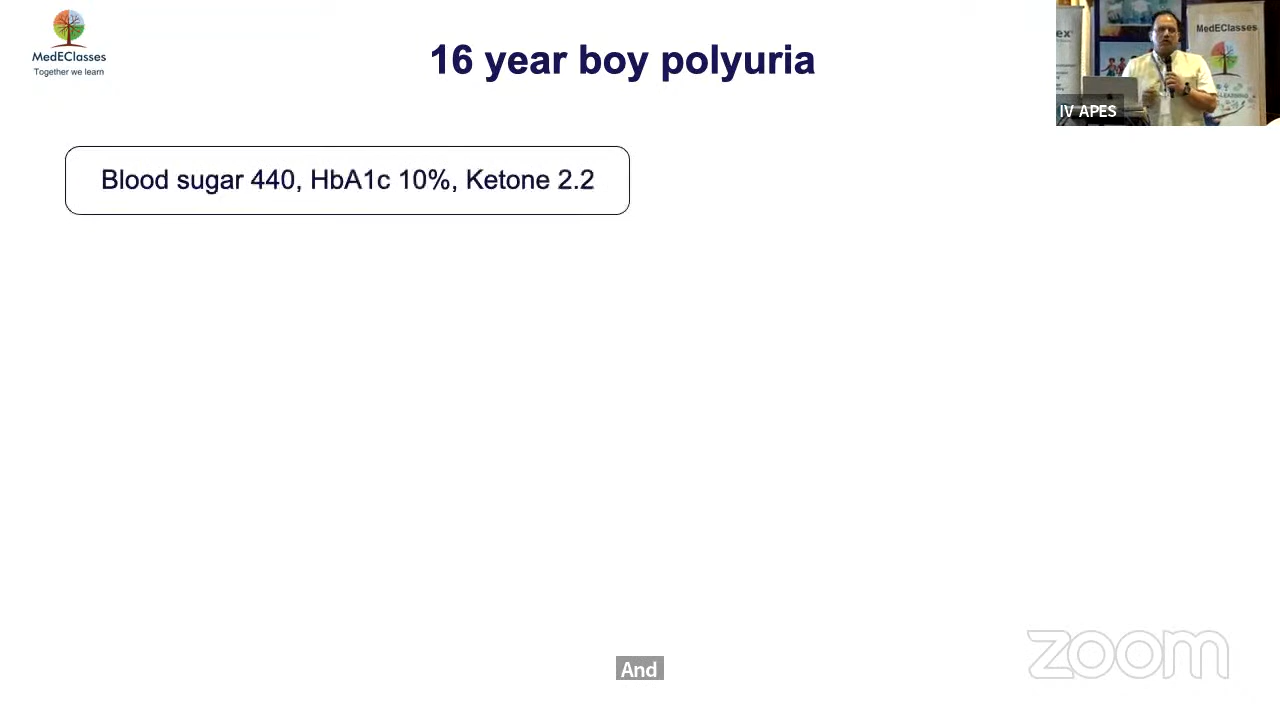 MedEClasses
Together we learn
16 year boy polyuria
Blood sugar 440, HbA1c 10%, Ketone 2.2
MedEClasses
IV APES
And
zoom